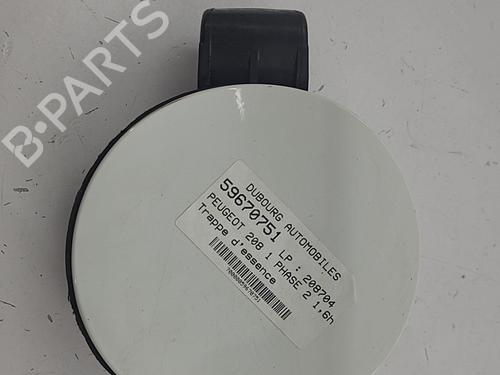 B-PARTS
DUBOURG AUTOMOBILES
59670751 LP : 208704
PEUGEOT 208 1 PHASE 2 1,6h
Trappe d'essence